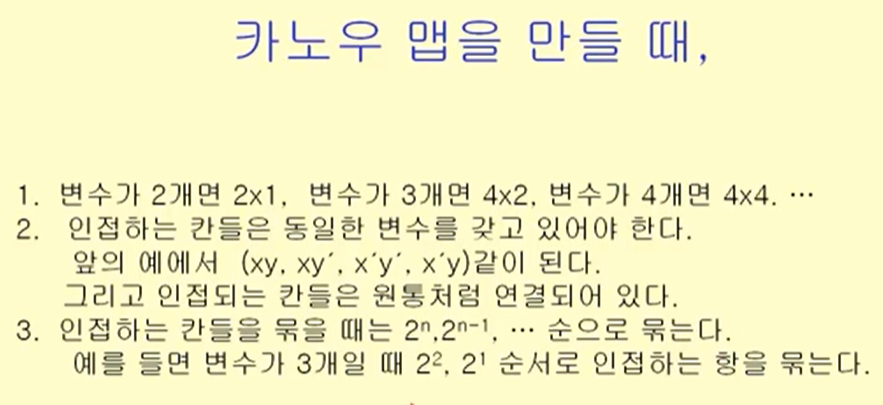 카노우 맵을 만들 때,
1. 변수가 2개면 2x1, 변수가 3개면 4x2, 변수가 4개면 4x4. …
2. 인접하는 칸들은 동일한 변수를 갖고 있어야 한다.
앞의 예에서 (xy, xy´, x´y´, x´y)같이 된다.
그리고 인접되는 칸들은 원통처럼 연결되어 있다.
3. 인접하는 칸들을 묶을 때는 2ⁿ,2ⁿ⁻¹, … 순으로 묶는다.
예를 들면 변수가 3개일 때 2², 2¹ 순서로 인접하는 항을 묶는다.